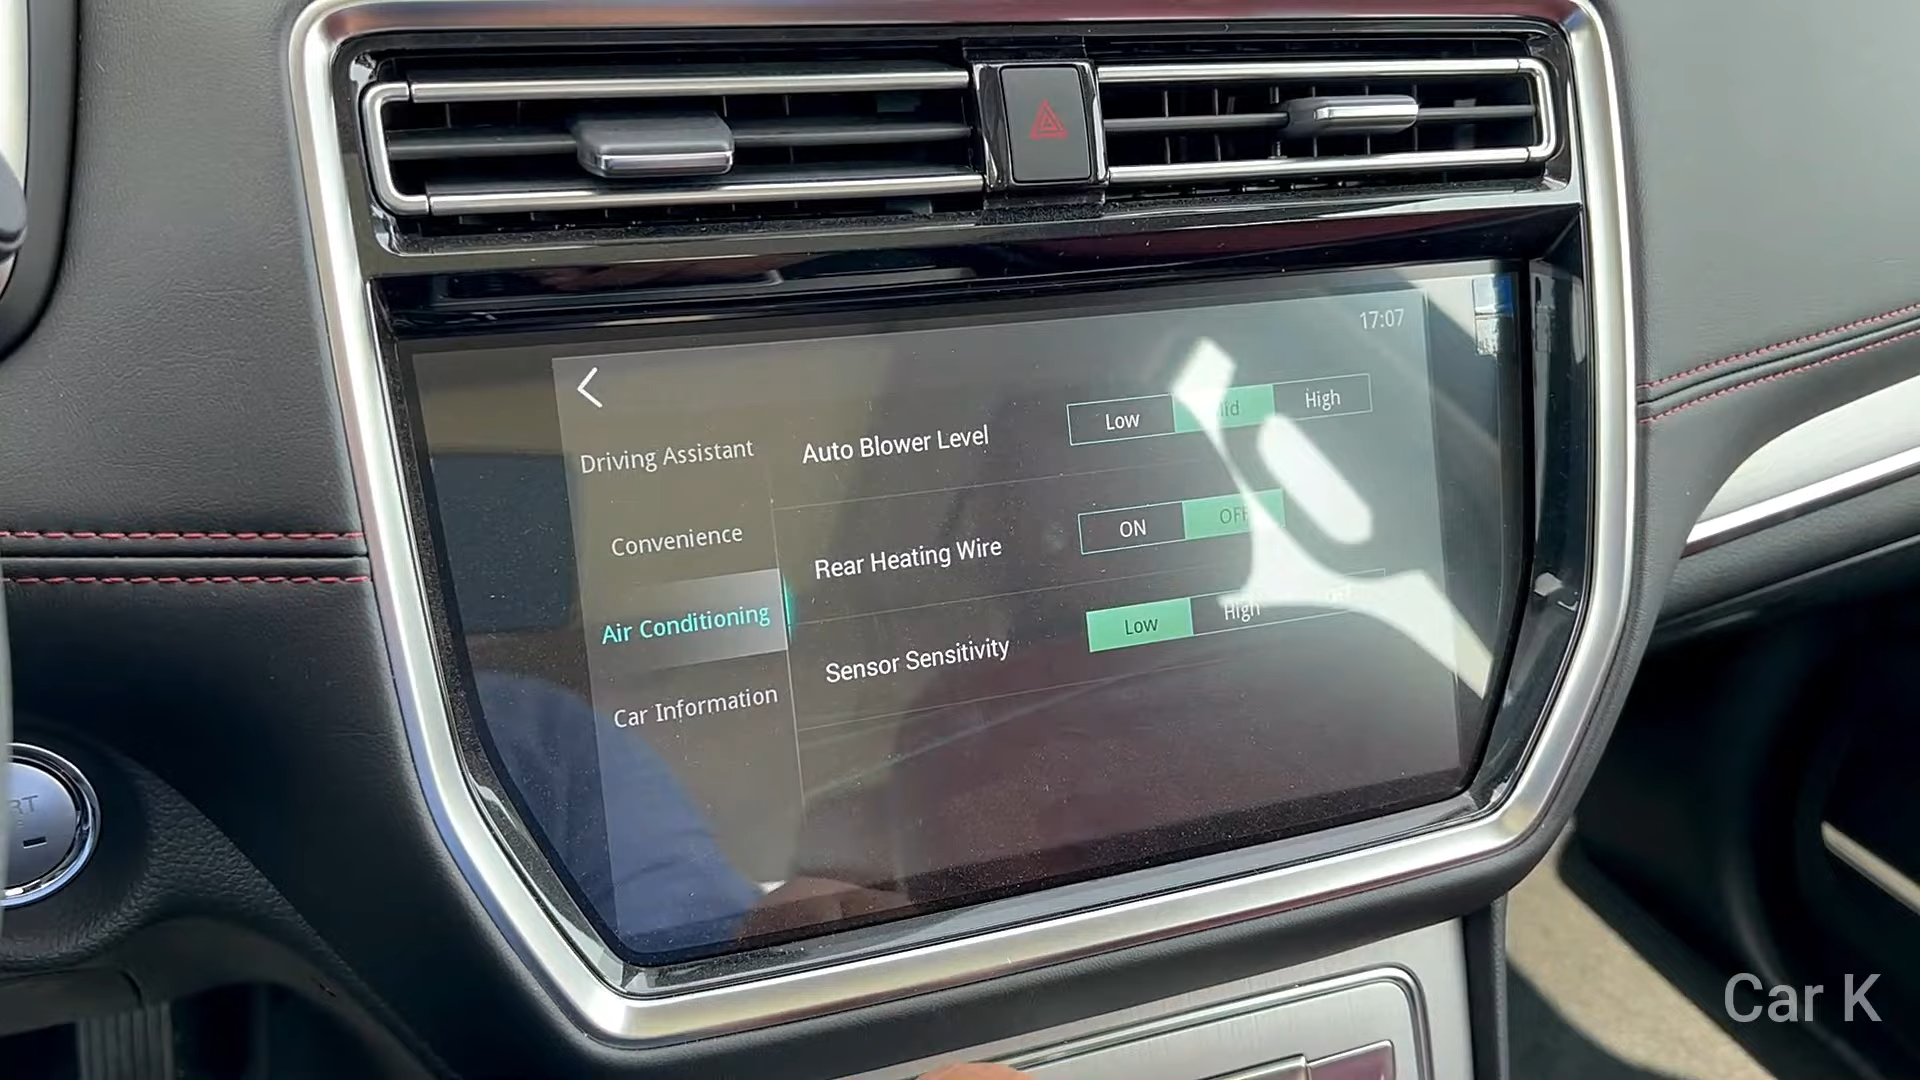 17:07
Driving Assistant
Convenience
Air Conditioning
Car Information
Auto Blower Level
Low
High
Rear Heating Wire
ON
OFF
Sensor Sensitivity
Low
High
Car K